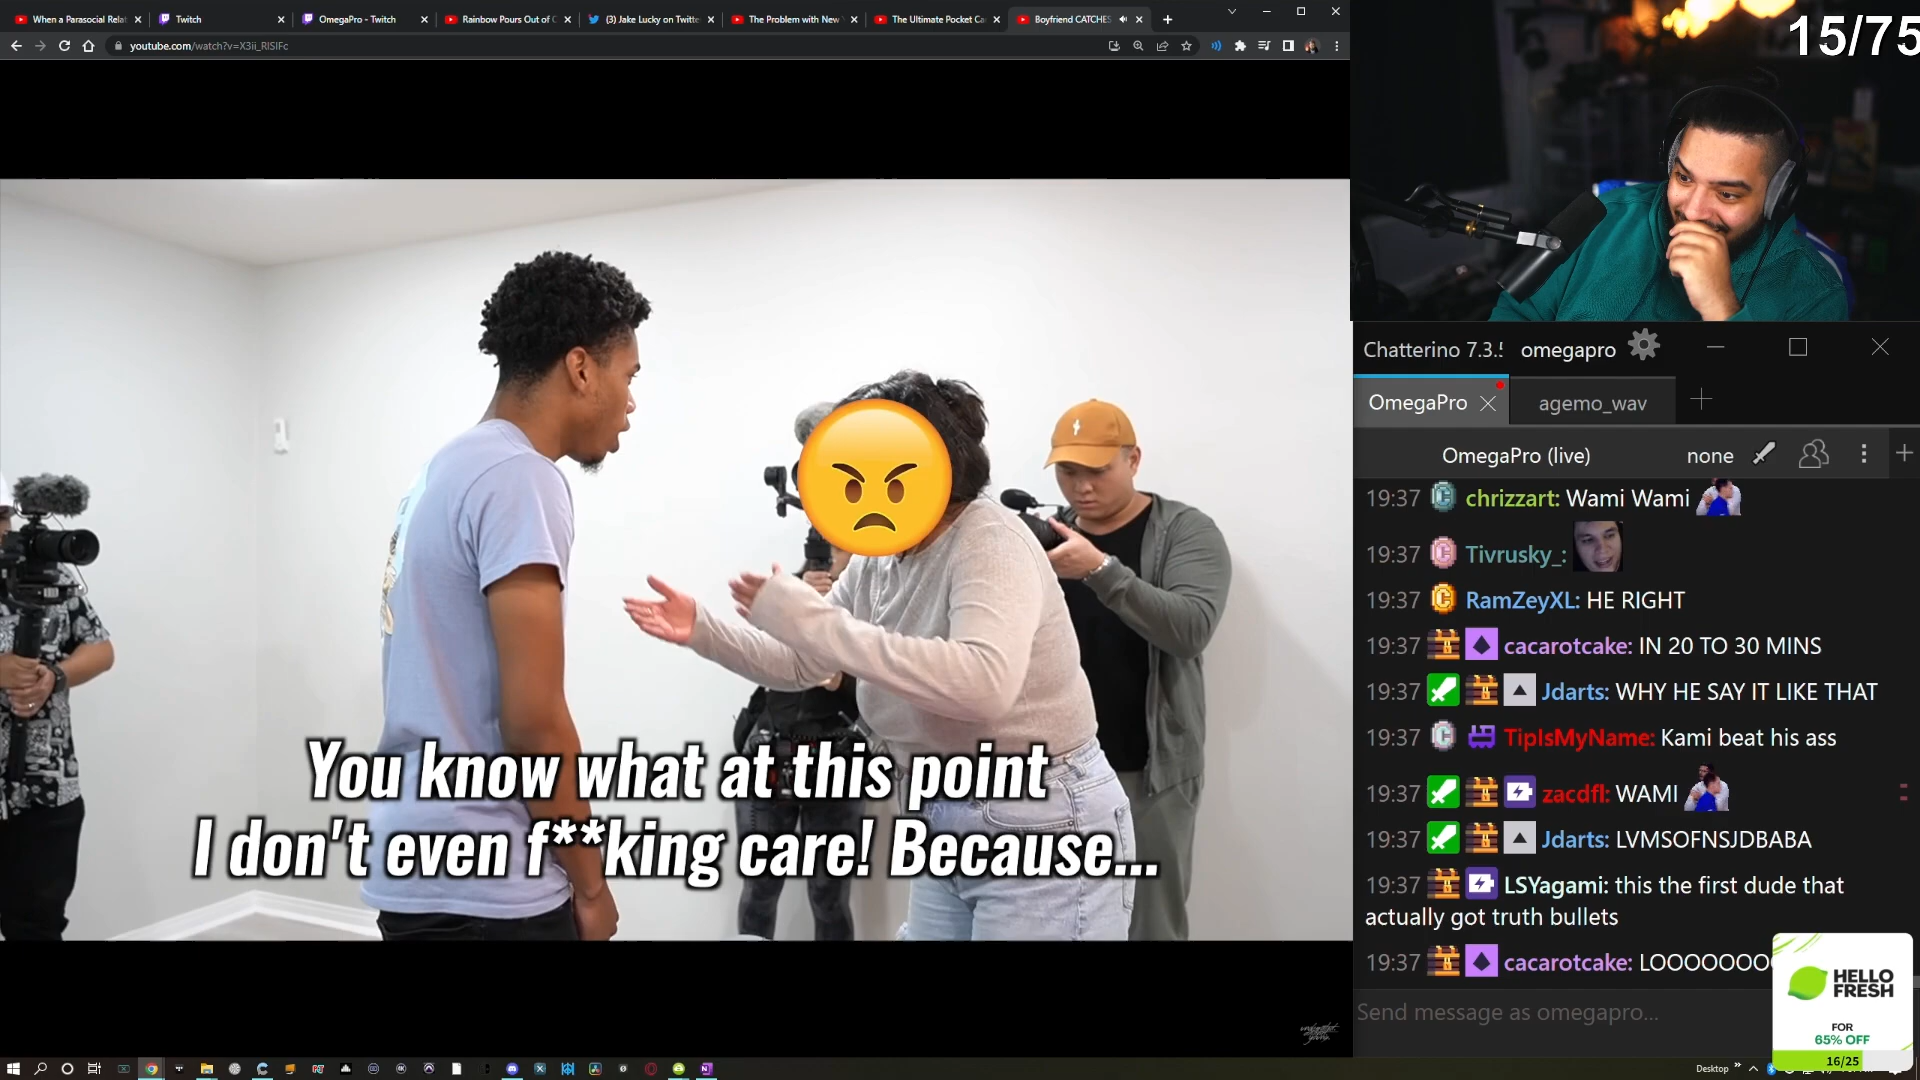 When a Parasocial Rela
Twitch
OmegaPro - Twitch
Rainbow Pours Out of C
(3) Jake Lucky on Twitte
The Problem with New
The Ultimate Pocket Ca
Boyfriend CATCHES
15/75
youtube.com/watch?v=X3ii_RlSIFc
Chatterino 7.3.5
omegapro
OmegaPro
agemo_wav
OmegaPro (live)
none
19:37 chrizzart: Wami Wami
19:37 Tivrusky_:
19:37 RamZeyXL: HE RIGHT
19:37 cacarotcake: IN 20 TO 30 MINS
19:37 Jdarts: WHY HE SAY IT LIKE THAT
19:37 TipIsMyName: Kami beat his ass
19:37 zacdfl: WAMI
19:37 Jdarts: LVMSOFNSJDBABA
19:37 LSYagami: this the first dude that
actually got truth bullets
19:37 cacarotcake: LOOOOOOO
Send message as omegapro...
You know what at this point
I don't even f**king care! Because...
HELLO
FRESH
FOR
65% OFF
16/25
Desktop